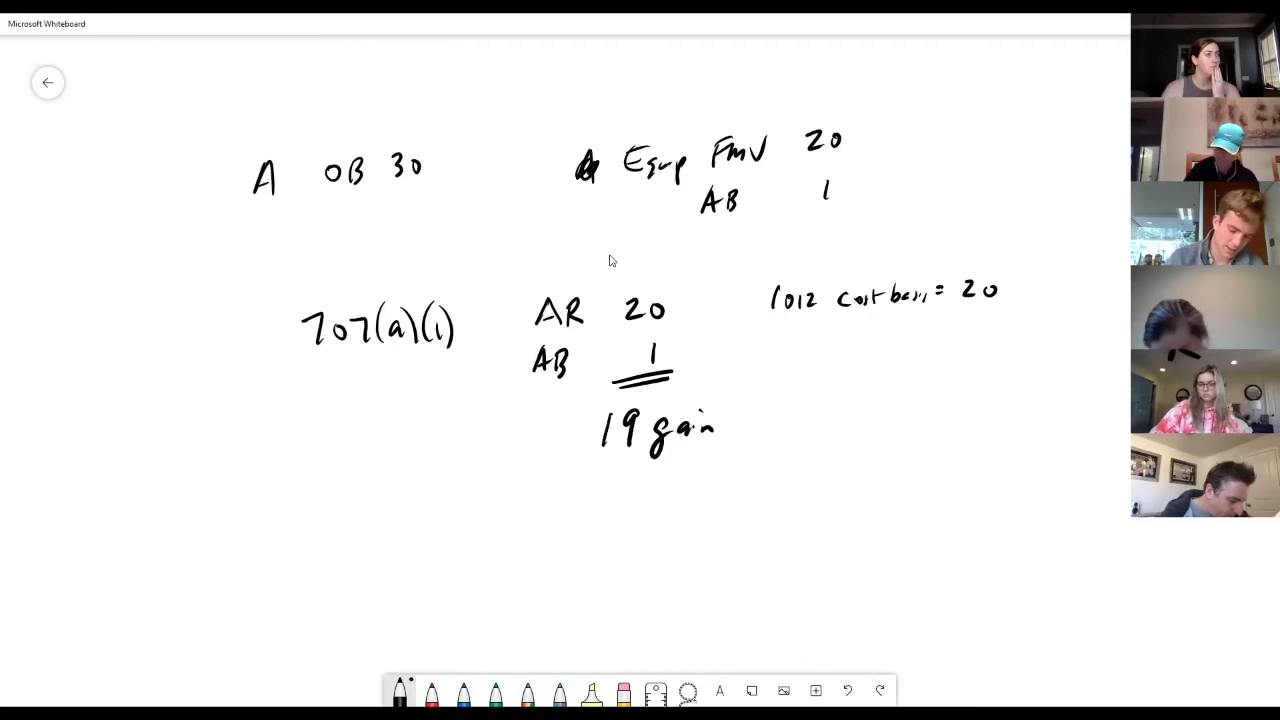 Microsoft Whiteboard
A OB 30
Equip FMV 20
AB 1
707(a)(1)
AR 20
AB 1
19 gain
1012 cost basis = 20
A